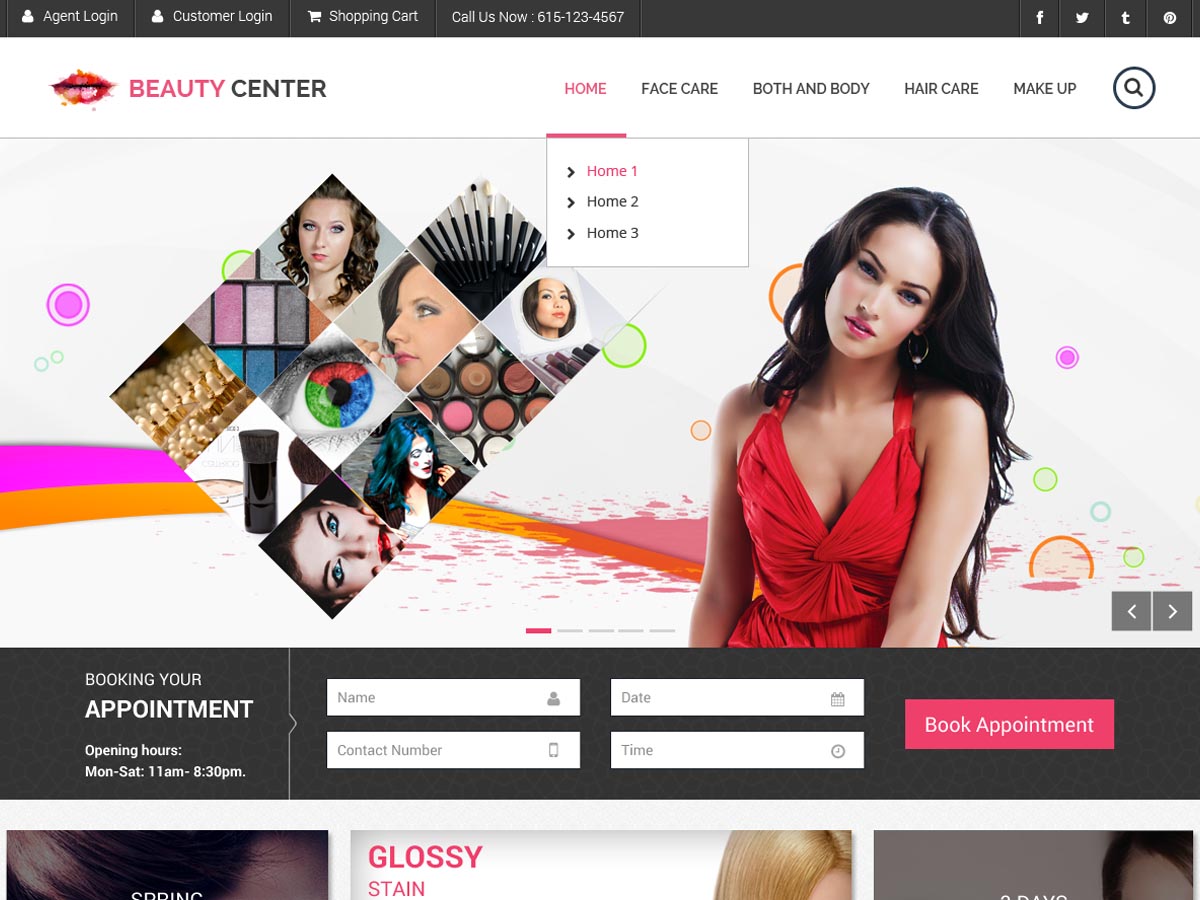 Agent Login
Customer Login
Shopping Cart
Call Us Now : 615-123-4567
BEAUTY CENTER
HOME
FACE CARE
BOTH AND BODY
HAIR CARE
MAKE UP
Home 1
Home 2
Home 3
BOOKING YOUR
APPOINTMENT
Opening hours:
Mon-Sat: 11am- 8:30pm.
Name
Date
Contact Number
Time
Book Appointment
SPRING
GLOSSY
STAIN
3 DAYS